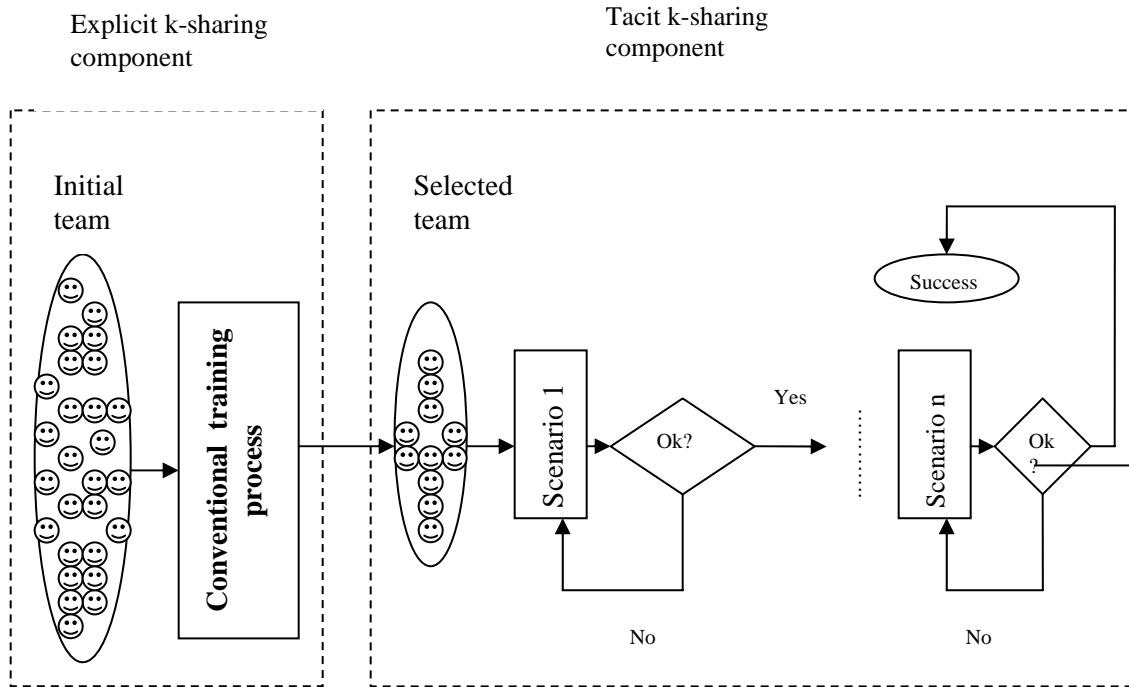 Explicit k-sharing
component
Tacit k-sharing
component
Initial
team
Conventional training
process
Selected
team
Scenario 1
Ok?
Yes
No
..........
Success
Scenario n
Ok
?
No